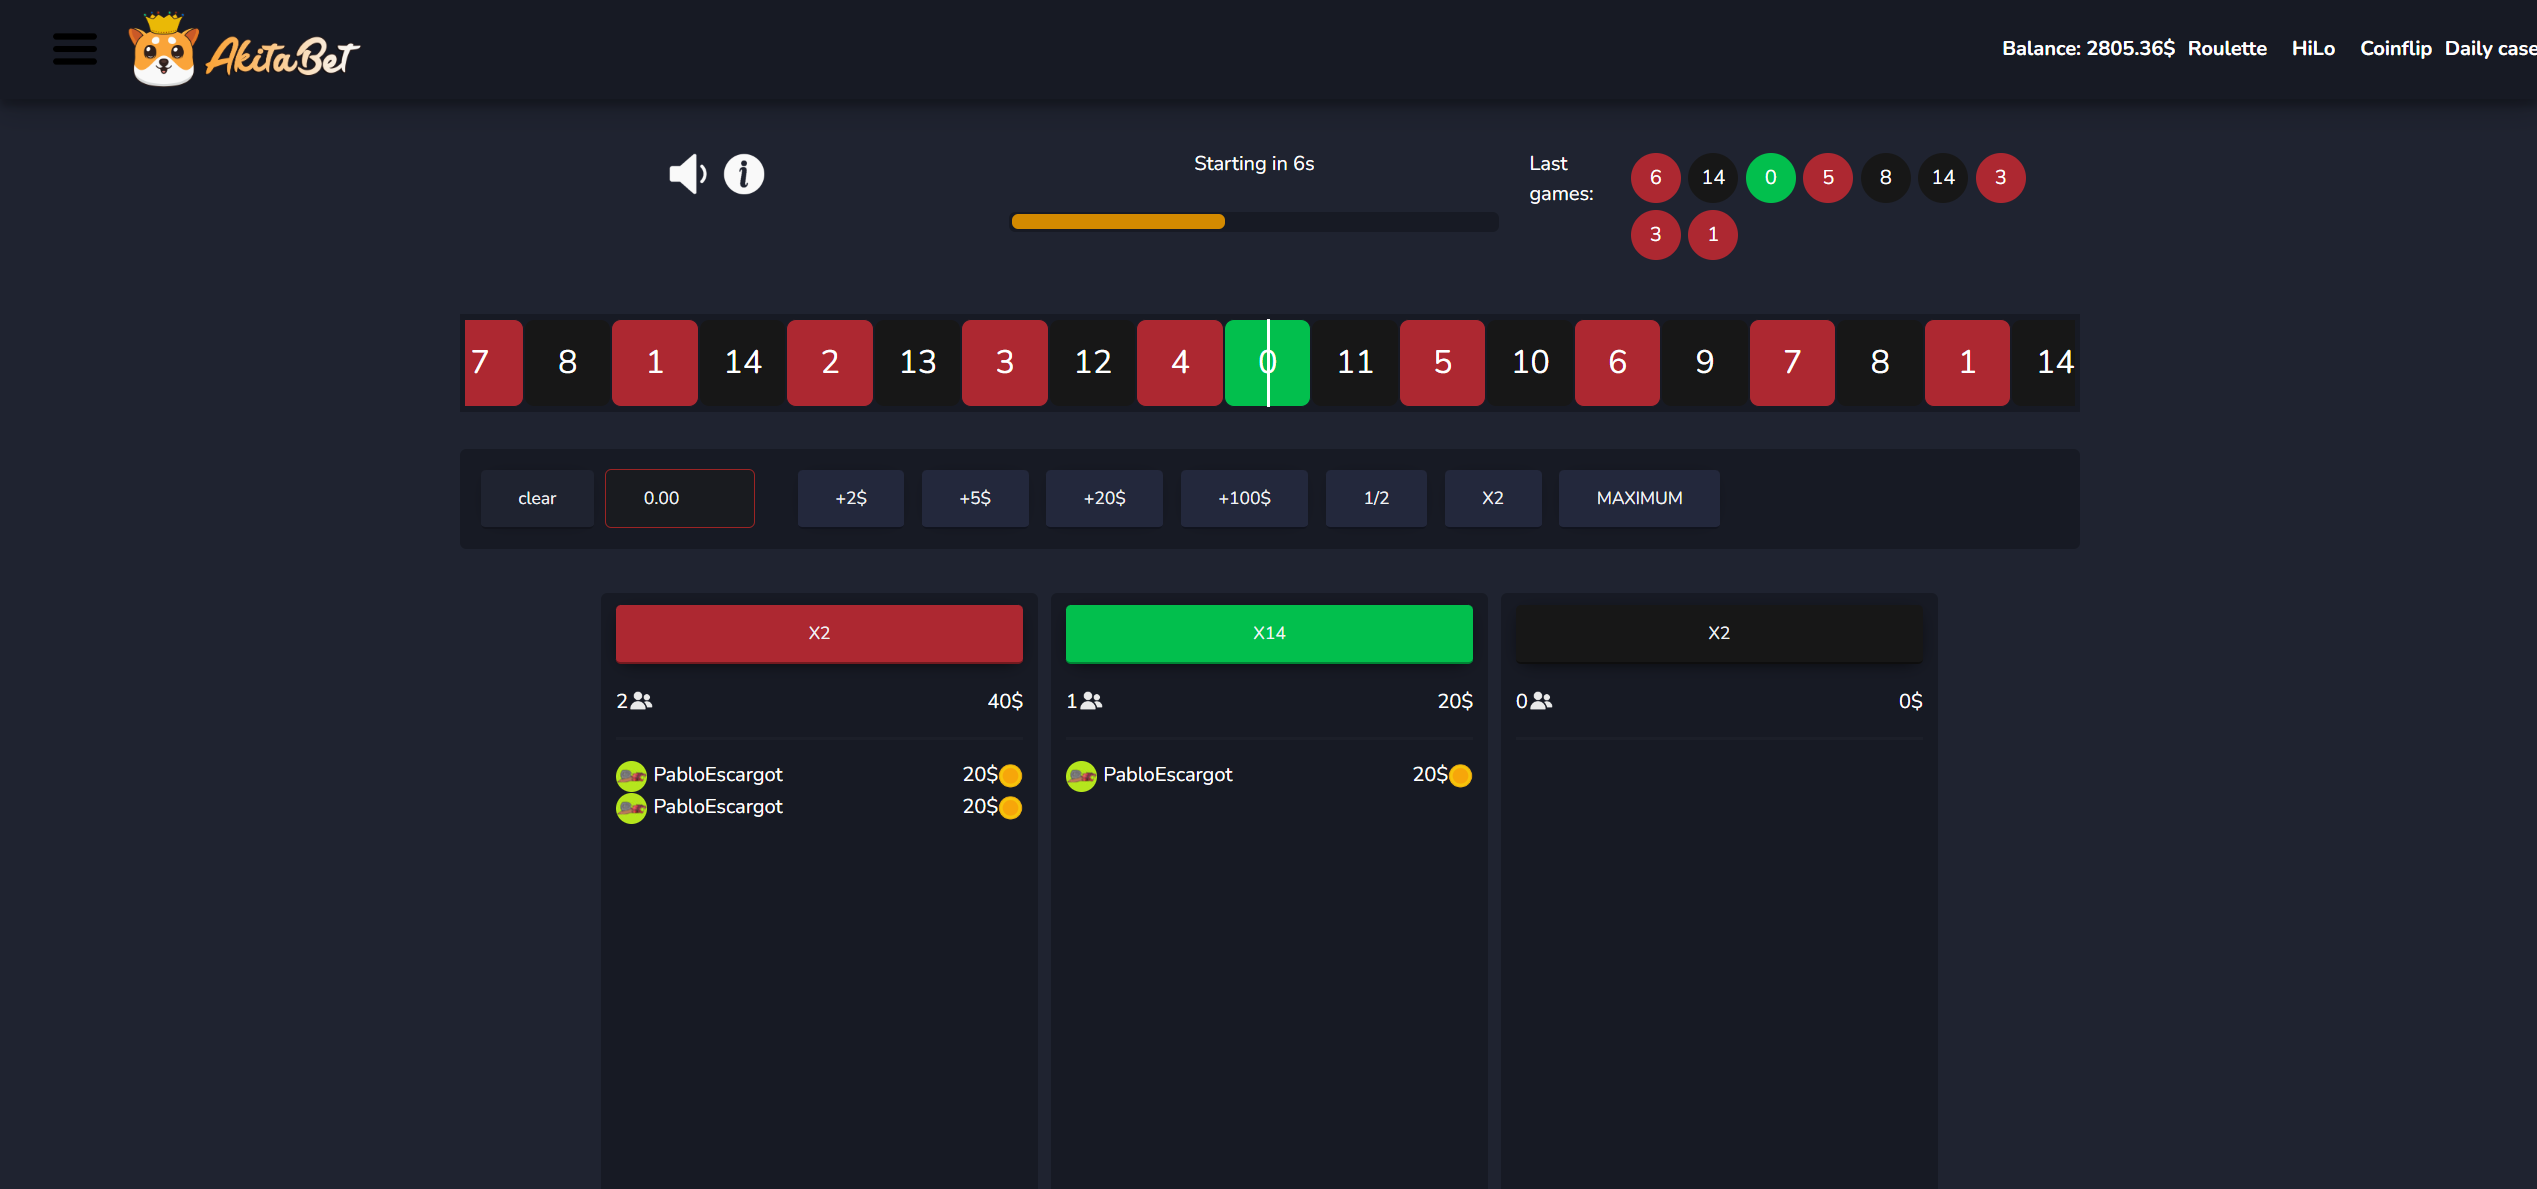 AkitaBet
Balance: 2805.36$ Roulette HiLo Coinflip Daily case
Starting in 6s
Last games:
6 14 0 5 8 14 3
3 1
7 8 1 14 2 13 3 12 4 0 11 5 10 6 9 7 8 1 14
clear 0.00 +2$ +5$ +20$ +100$ 1/2 X2 MAXIMUM
X2 X14 X2
2 40$ 1 20$ 0 0$
PabloEscargot 20$ PabloEscargot 20$
PabloEscargot 20$